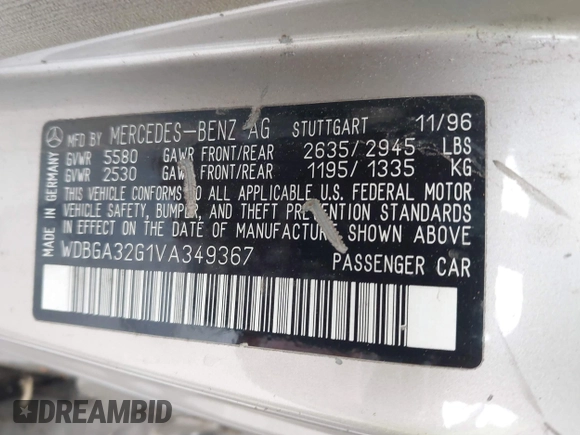 MADE IN GERMANY
MFD BY MERCEDES-BENZ AG STUTTGART 11/96
GVWR 5580 GAWR FRONT/REAR 2635/2945 LBS
GVWR 2530 GAWR FRONT/REAR 1195/1335 KG
THIS VEHICLE CONFORMS TO ALL APPLICABLE U.S. FEDERAL MOTOR
VEHICLE SAFETY, BUMPER, AND THEFT PREVENTION STANDARDS
IN EFFECT ON THE DATE OF MANUFACTURE SHOWN ABOVE.
WDBGA32G1VA349367 PASSENGER CAR
DREAMBID